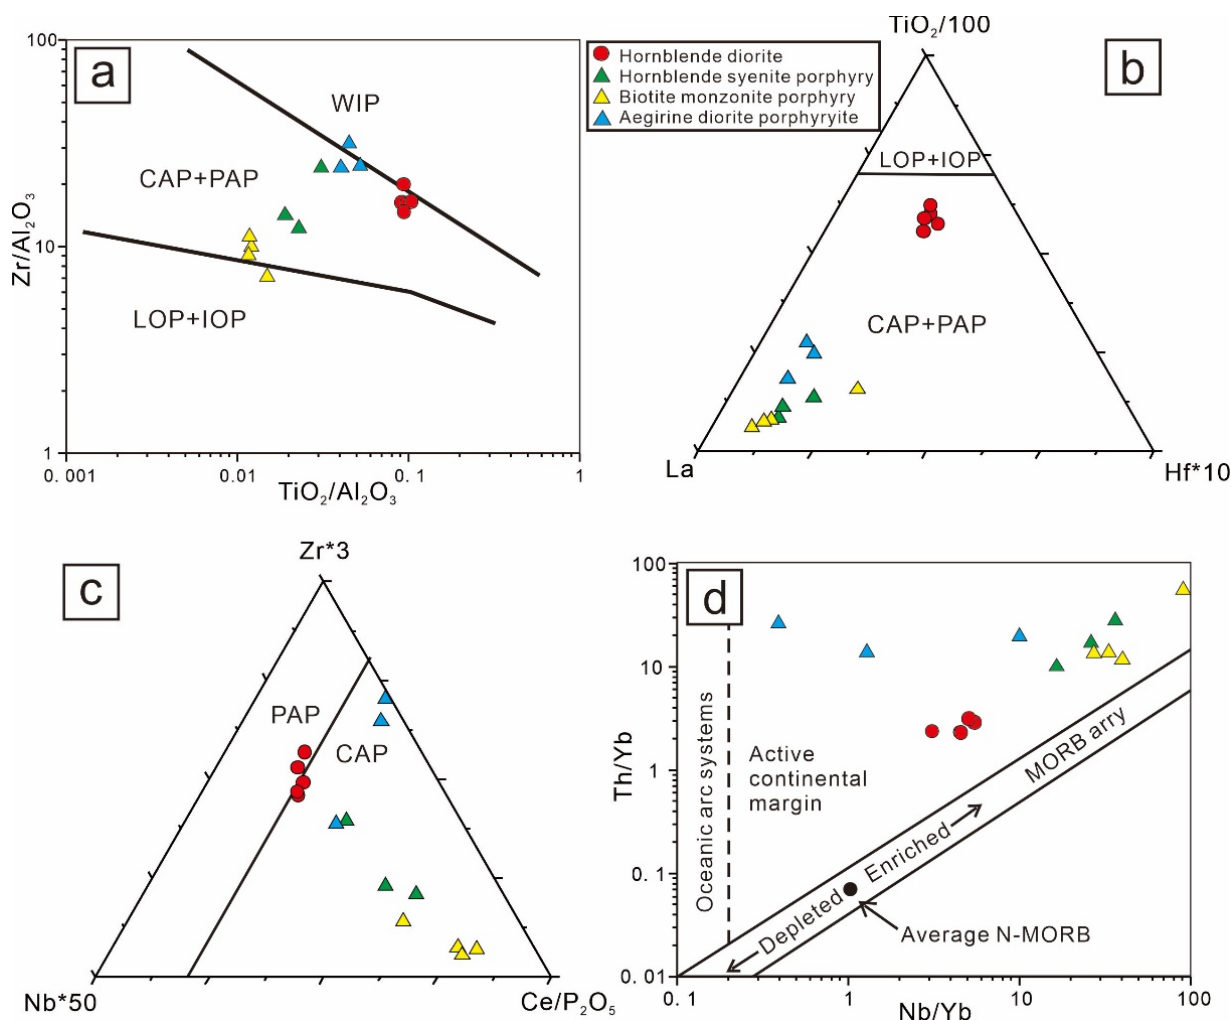 a
100
10
1
0.001
0.01
0.1
1
Zr/Al₂O₃
TiO₂/Al₂O₃
WIP
CAP+PAP
LOP+IOP
Hornblende diorite
Hornblende syenite porphyry
Biotite monzonite porphyry
Aegirine diorite porphyryite
b
TiO₂/100
LOP+IOP
CAP+PAP
La
Hf*10
c
Zr*3
PAP
CAP
Nb*50
Ce/P₂O₅
d
100
10
1
0.1
0.01
0.1
1
10
100
Th/Yb
Nb/Yb
Oceanic arc systems
Active
continental
margin
MORB arry
Enriched
Depleted
Average N-MORB